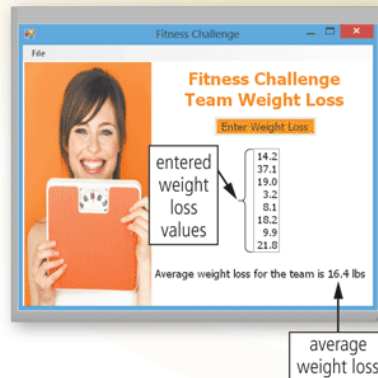 Fitness Challenge
File
Fitness Challenge
Team Weight Loss
Enter Weight Loss
entered
weight
loss
values
14.2
37.1
19.0
3.2
8.1
18.2
9.9
21.8
Average weight loss for the team is 16.4 lbs
average
weight loss